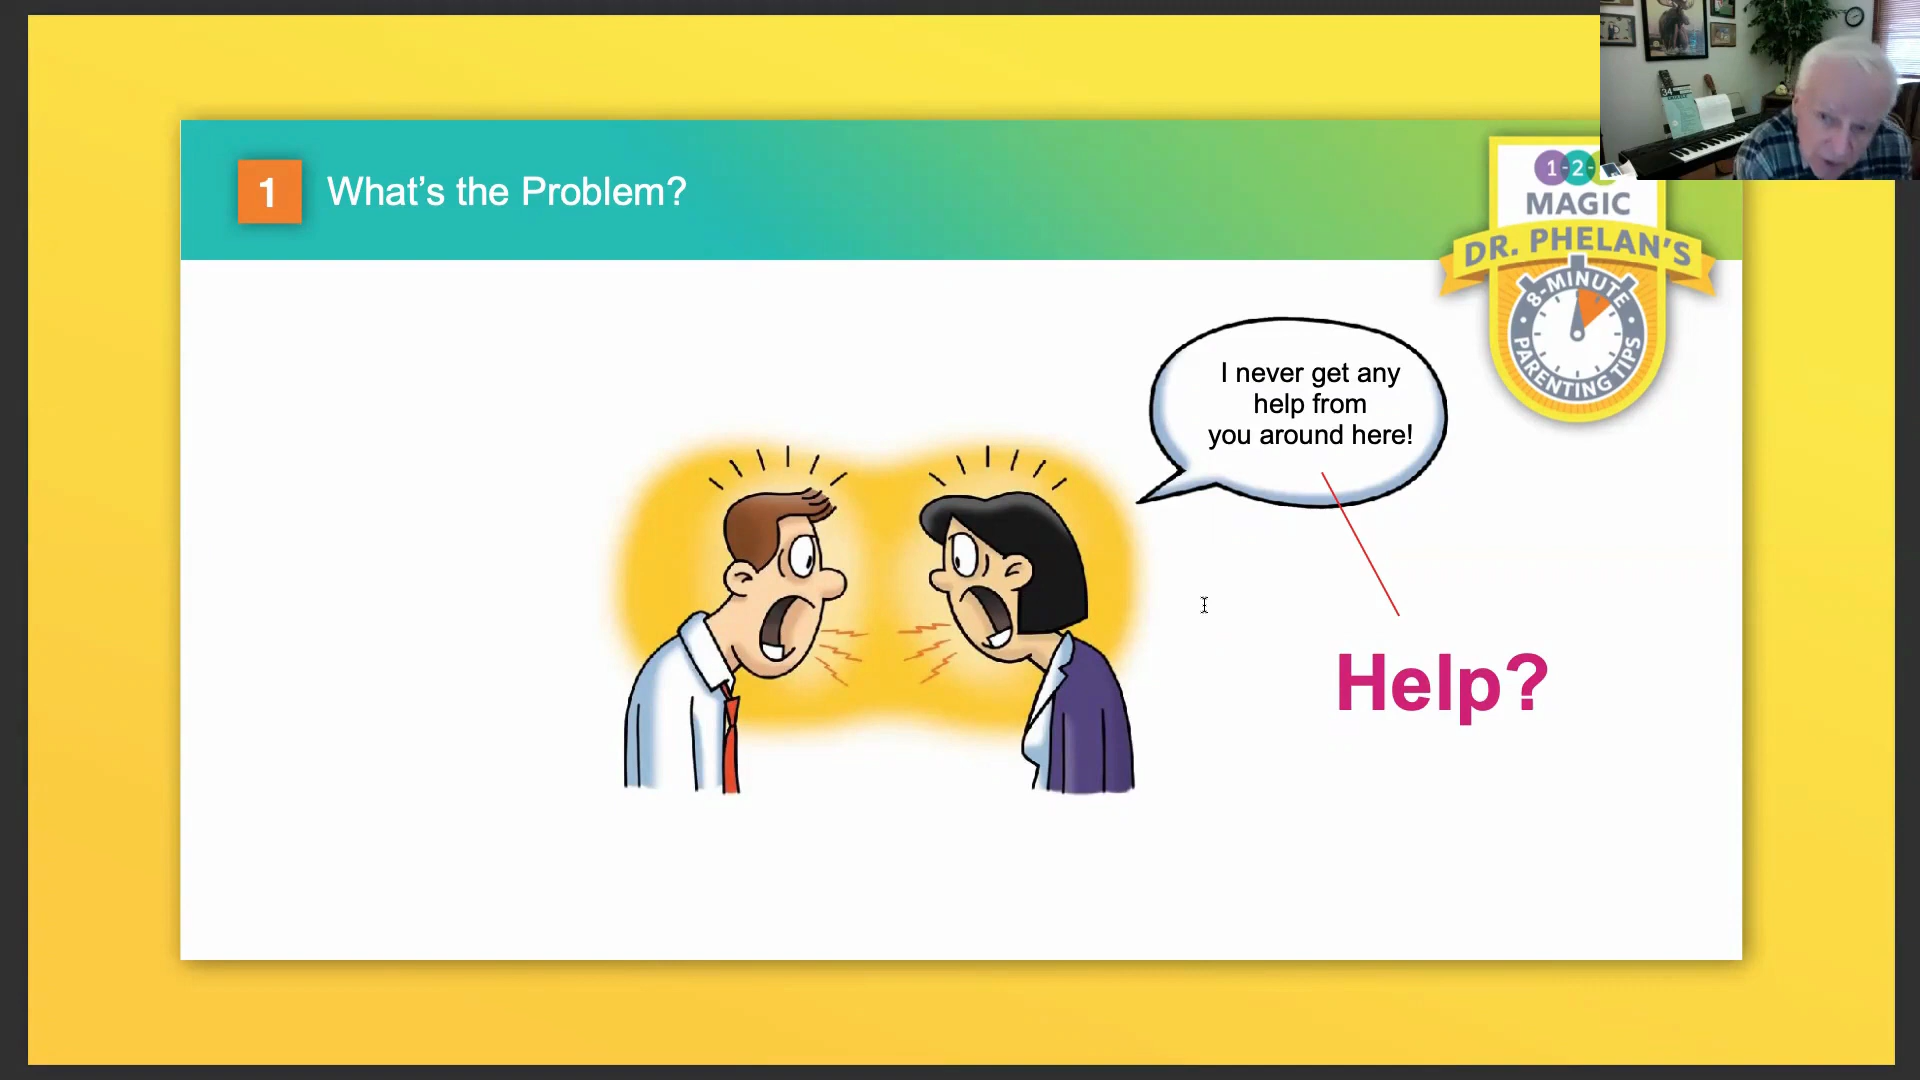 1 What's the Problem?
1-2-
MAGIC
DR. PHELAN'S
8-MINUTE
PARENTING TIPS
I never get any
help from
you around here!
Help?
34